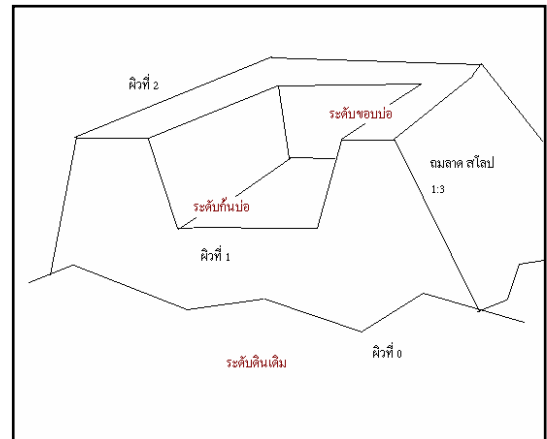 ผิวที่ 2
ระดับขอบบ่อ
ถมลาด สโลป
1:3
ระดับก้นบ่อ
ผิวที่ 1
ผิวที่ 0
ระดับดินเดิม